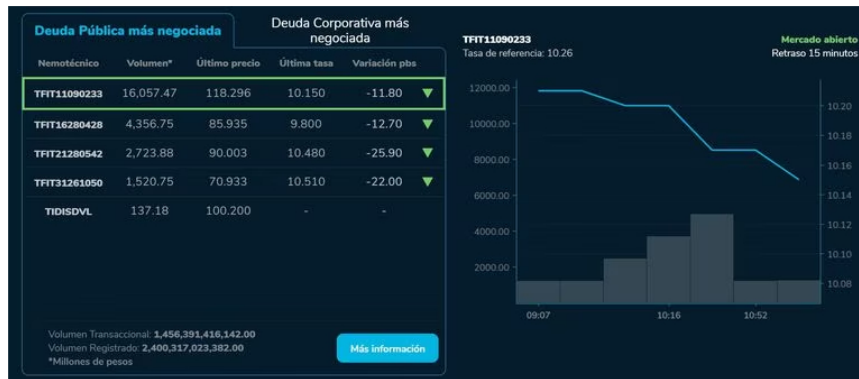 Deuda Pública más negociada
Deuda Corporativa más
negociada
Nemotécnico Volumen* Último precio Última tasa Variación pbs
TFIT11090233 16,057.47 118.296 10.150 -11.80
TFIT16280428 4,356.75 85.935 9.800 -12.70
TFIT21280542 2,723.88 90.003 10.480 -25.90
TFIT31261050 1,520.75 70.933 10.510 -22.00
TIDISDVL 137.18 100.200 - -
Volumen Transaccional: 1,456,391,416,142.00
Volumen Registrado: 2,400,317,023,382.00
*Millones de pesos
Más información
TFIT11090233
Tasa de referencia: 10.26
Mercado abierto
Retraso 15 minutos
12000.00
10000.00
8000.00
6000.00
4000.00
2000.00
10.20
10.18
10.16
10.14
10.12
10.10
10.08
09:07 10:16 10:52